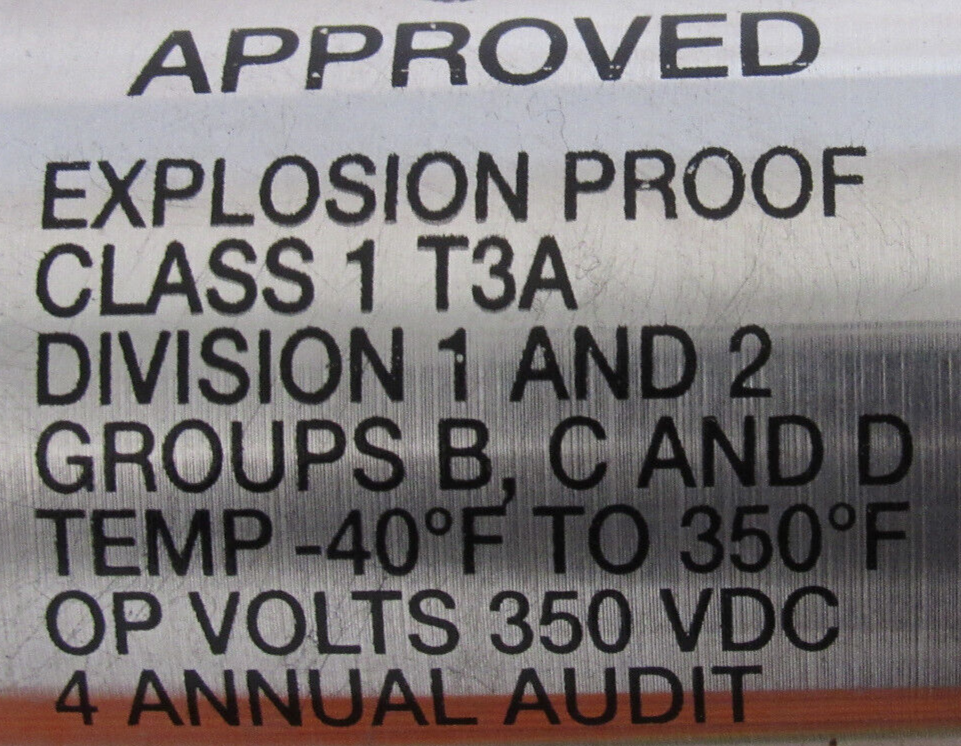 APPROVED
EXPLOSION PROOF
CLASS 1 T3A
DIVISION 1 AND 2
GROUPS B, C AND D
TEMP -40°F TO 350°F
OP VOLTS 350 VDC
4 ANNUAL AUDIT